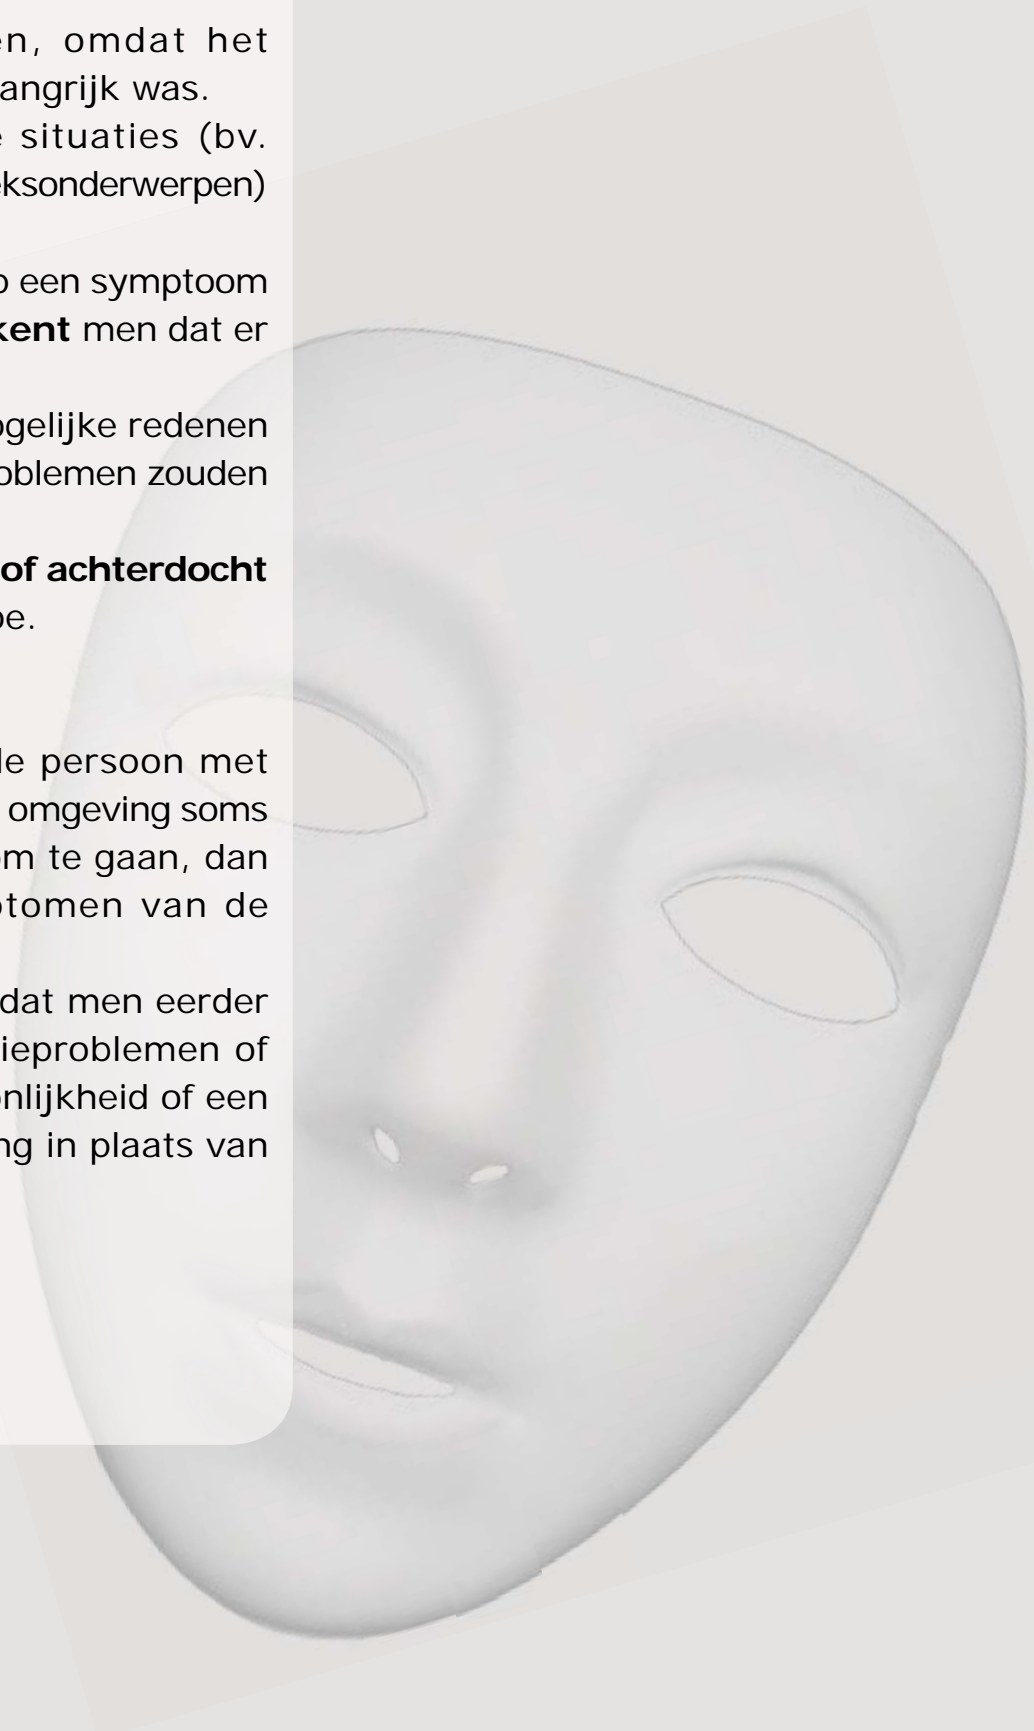 en, omdat het
angrijk was.
e situaties (bv.
eksonderwerpen)
een symptoom
kent men dat er
ogelijke redenen
oblemen zouden
of achterdocht
oe.
de persoon met
omgeving soms
om te gaan, dan
ptomen van de
dat men eerder
ieproblemen of
onlijkheid of een
ng in plaats van